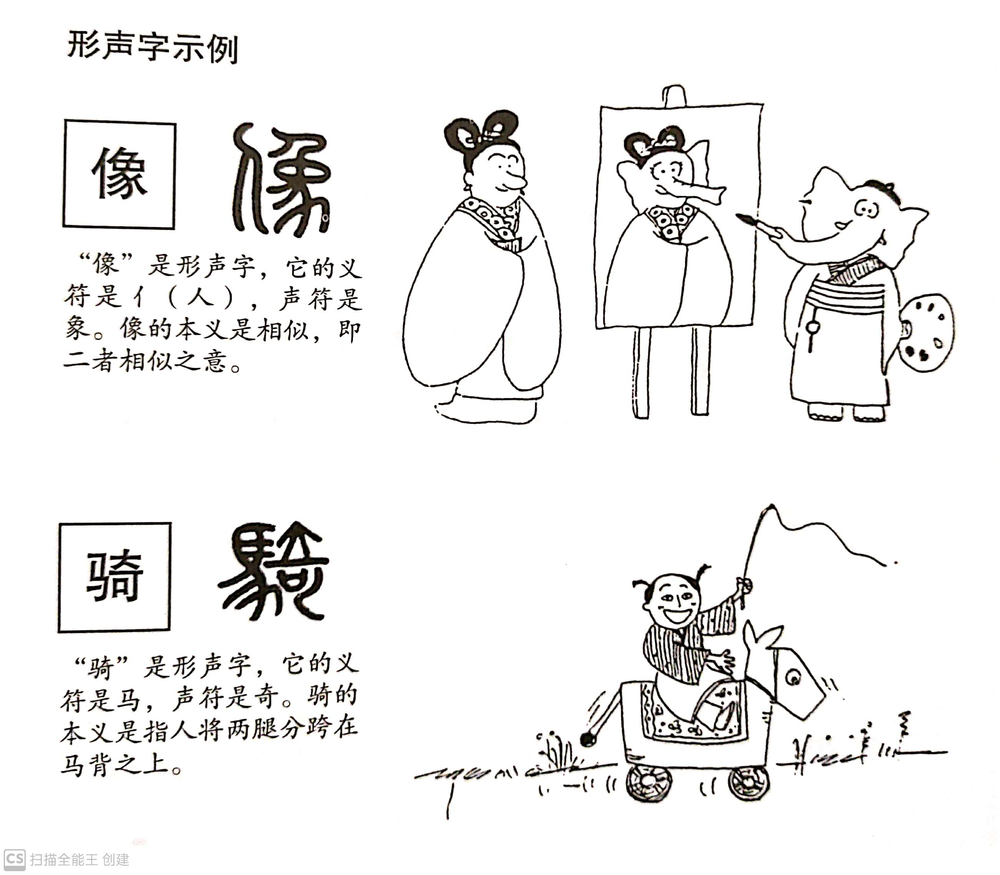 形声字示例
像
像
“像”是形声字，它的义
符是亻（人），声符是
象。像的本义是相似，即
二者相似之意。
骑
騎
“骑”是形声字，它的义
符是马，声符是奇。骑的
本义是指人将两腿分跨在
马背之上。
CS 扫描全能王 创建